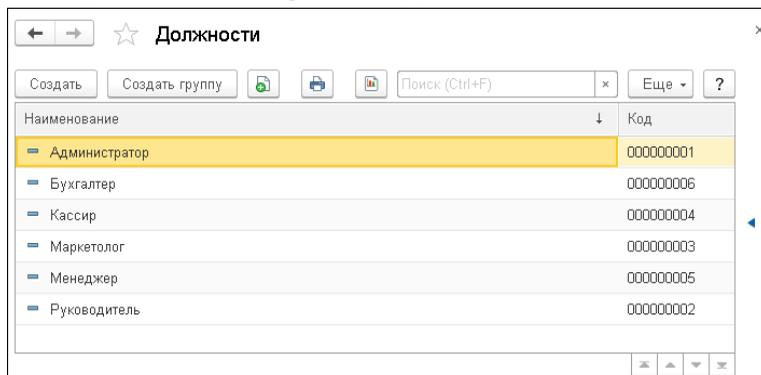 Должности
Создать Создать группу Поиск (Ctrl+F) × Еще ?
Наименование ↓ Код
Администратор 000000001
Бухгалтер 000000006
Кассир 000000004
Маркетолог 000000003
Менеджер 000000005
Руководитель 000000002